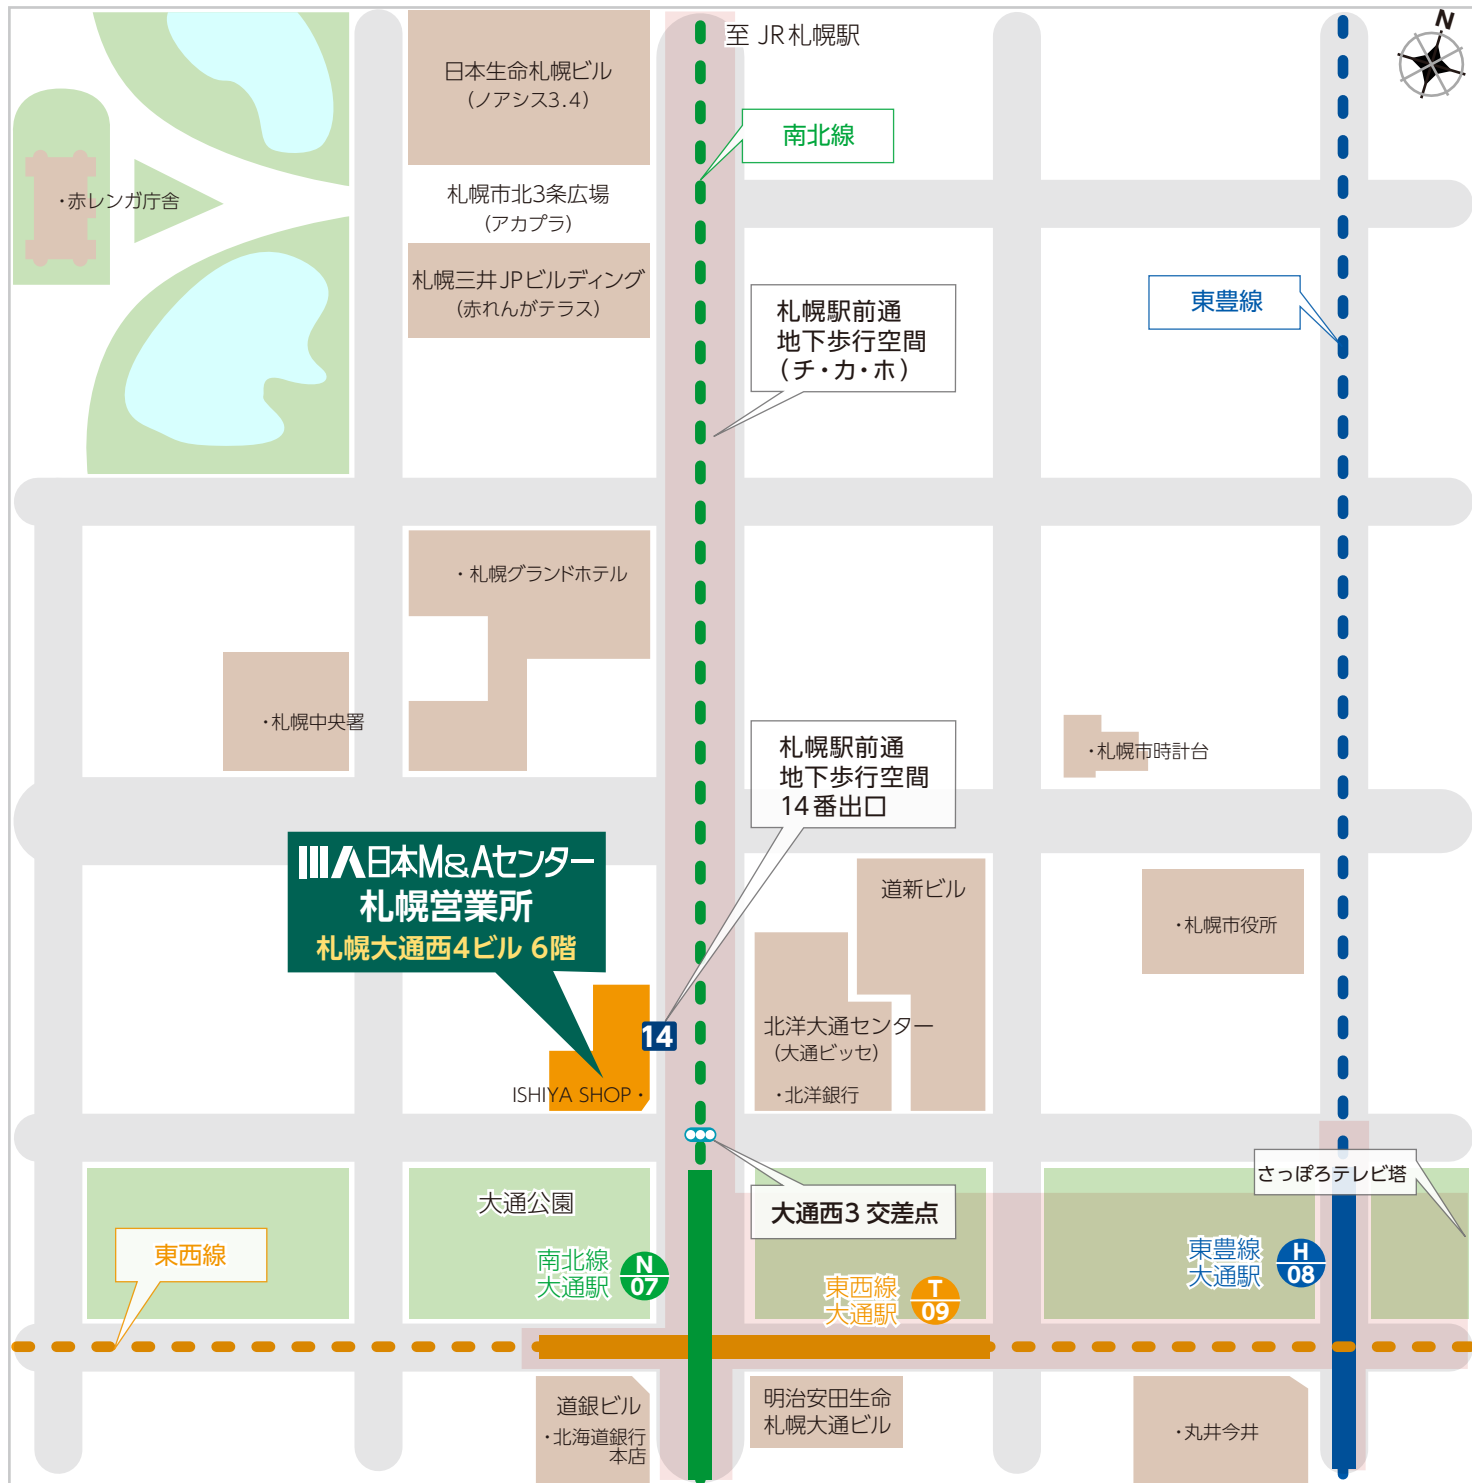 至 JR札幌駅
N
日本生命札幌ビル
(ノアシス3.4)
南北線
札幌市北3条広場
(アカプラ)
・赤レンガ庁舎
札幌三井JPビルディング
(赤れんがテラス)
札幌駅前通
地下歩行空間
(チ・カ・ホ)
東豊線
・札幌グランドホテル
・札幌中央署
札幌駅前通
地下歩行空間
14番出口
・札幌市時計台
日本M&Aセンター
札幌営業所
札幌大通西4ビル 6階
道新ビル
・札幌市役所
14
北洋大通センター
(大通ビッセ)
・北洋銀行
ISHIYA SHOP・
さっぽろテレビ塔
大通公園
大通西3 交差点
東西線
南北線
大通駅
N
07
東西線
大通駅
T
09
東豊線
大通駅
H
08
道銀ビル
・北海道銀行
本店
明治安田生命
札幌大通ビル
・丸井今井